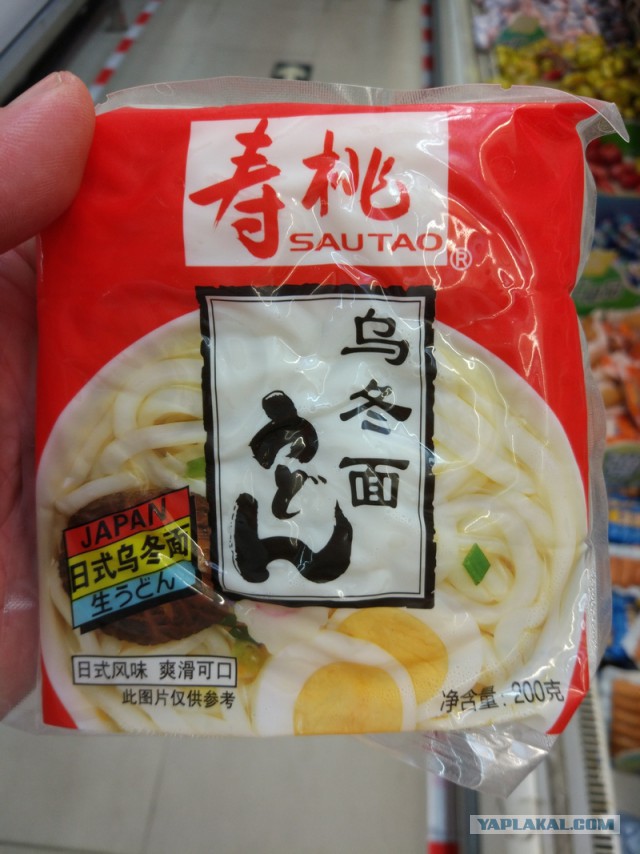 寿桃
SAUTAO®
乌冬面
うどん
JAPAN
日式乌冬面
生うどん
日式风味 爽滑可口
此图片仅供参考
净含量:200克
YAPLAKAL.COM